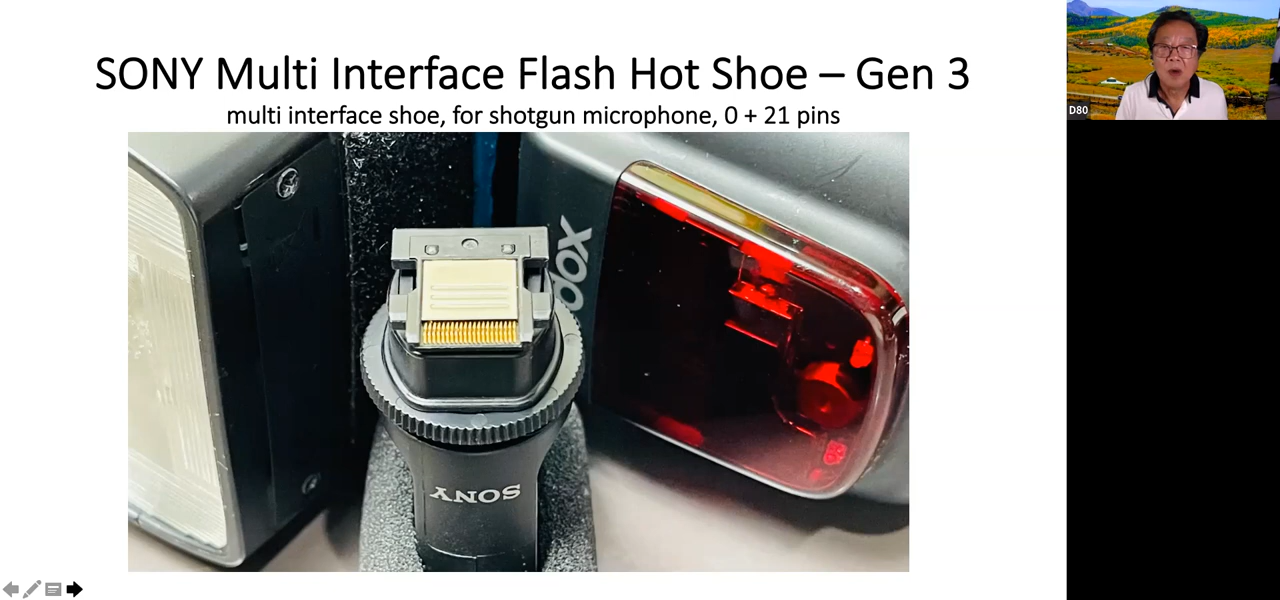 SONY Multi Interface Flash Hot Shoe – Gen 3
multi interface shoe, for shotgun microphone, 0 + 21 pins
D80
SONY